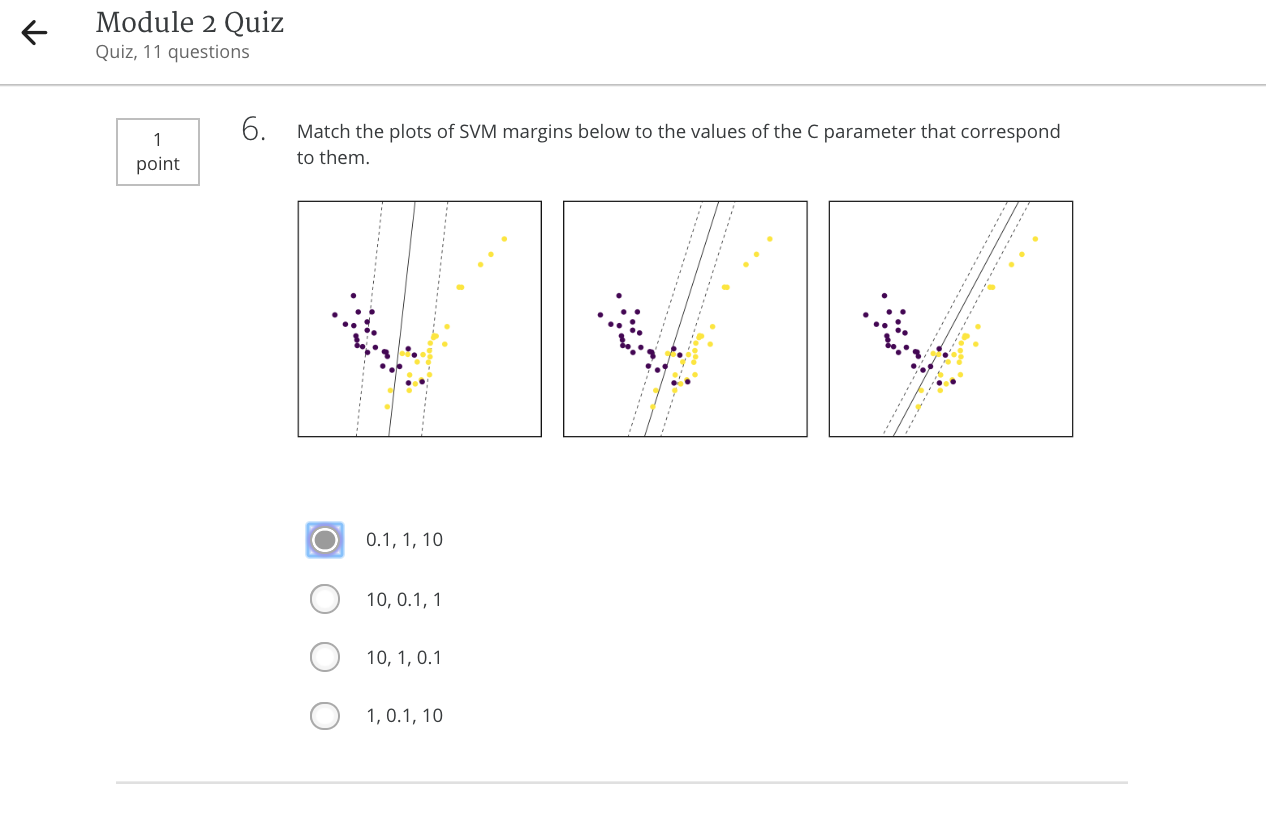 Module 2 Quiz
Quiz, 11 questions
1
point
6.
Match the plots of SVM margins below to the values of the C parameter that correspond
to them.
0.1, 1, 10
10, 0.1, 1
10, 1, 0.1
1, 0.1, 10